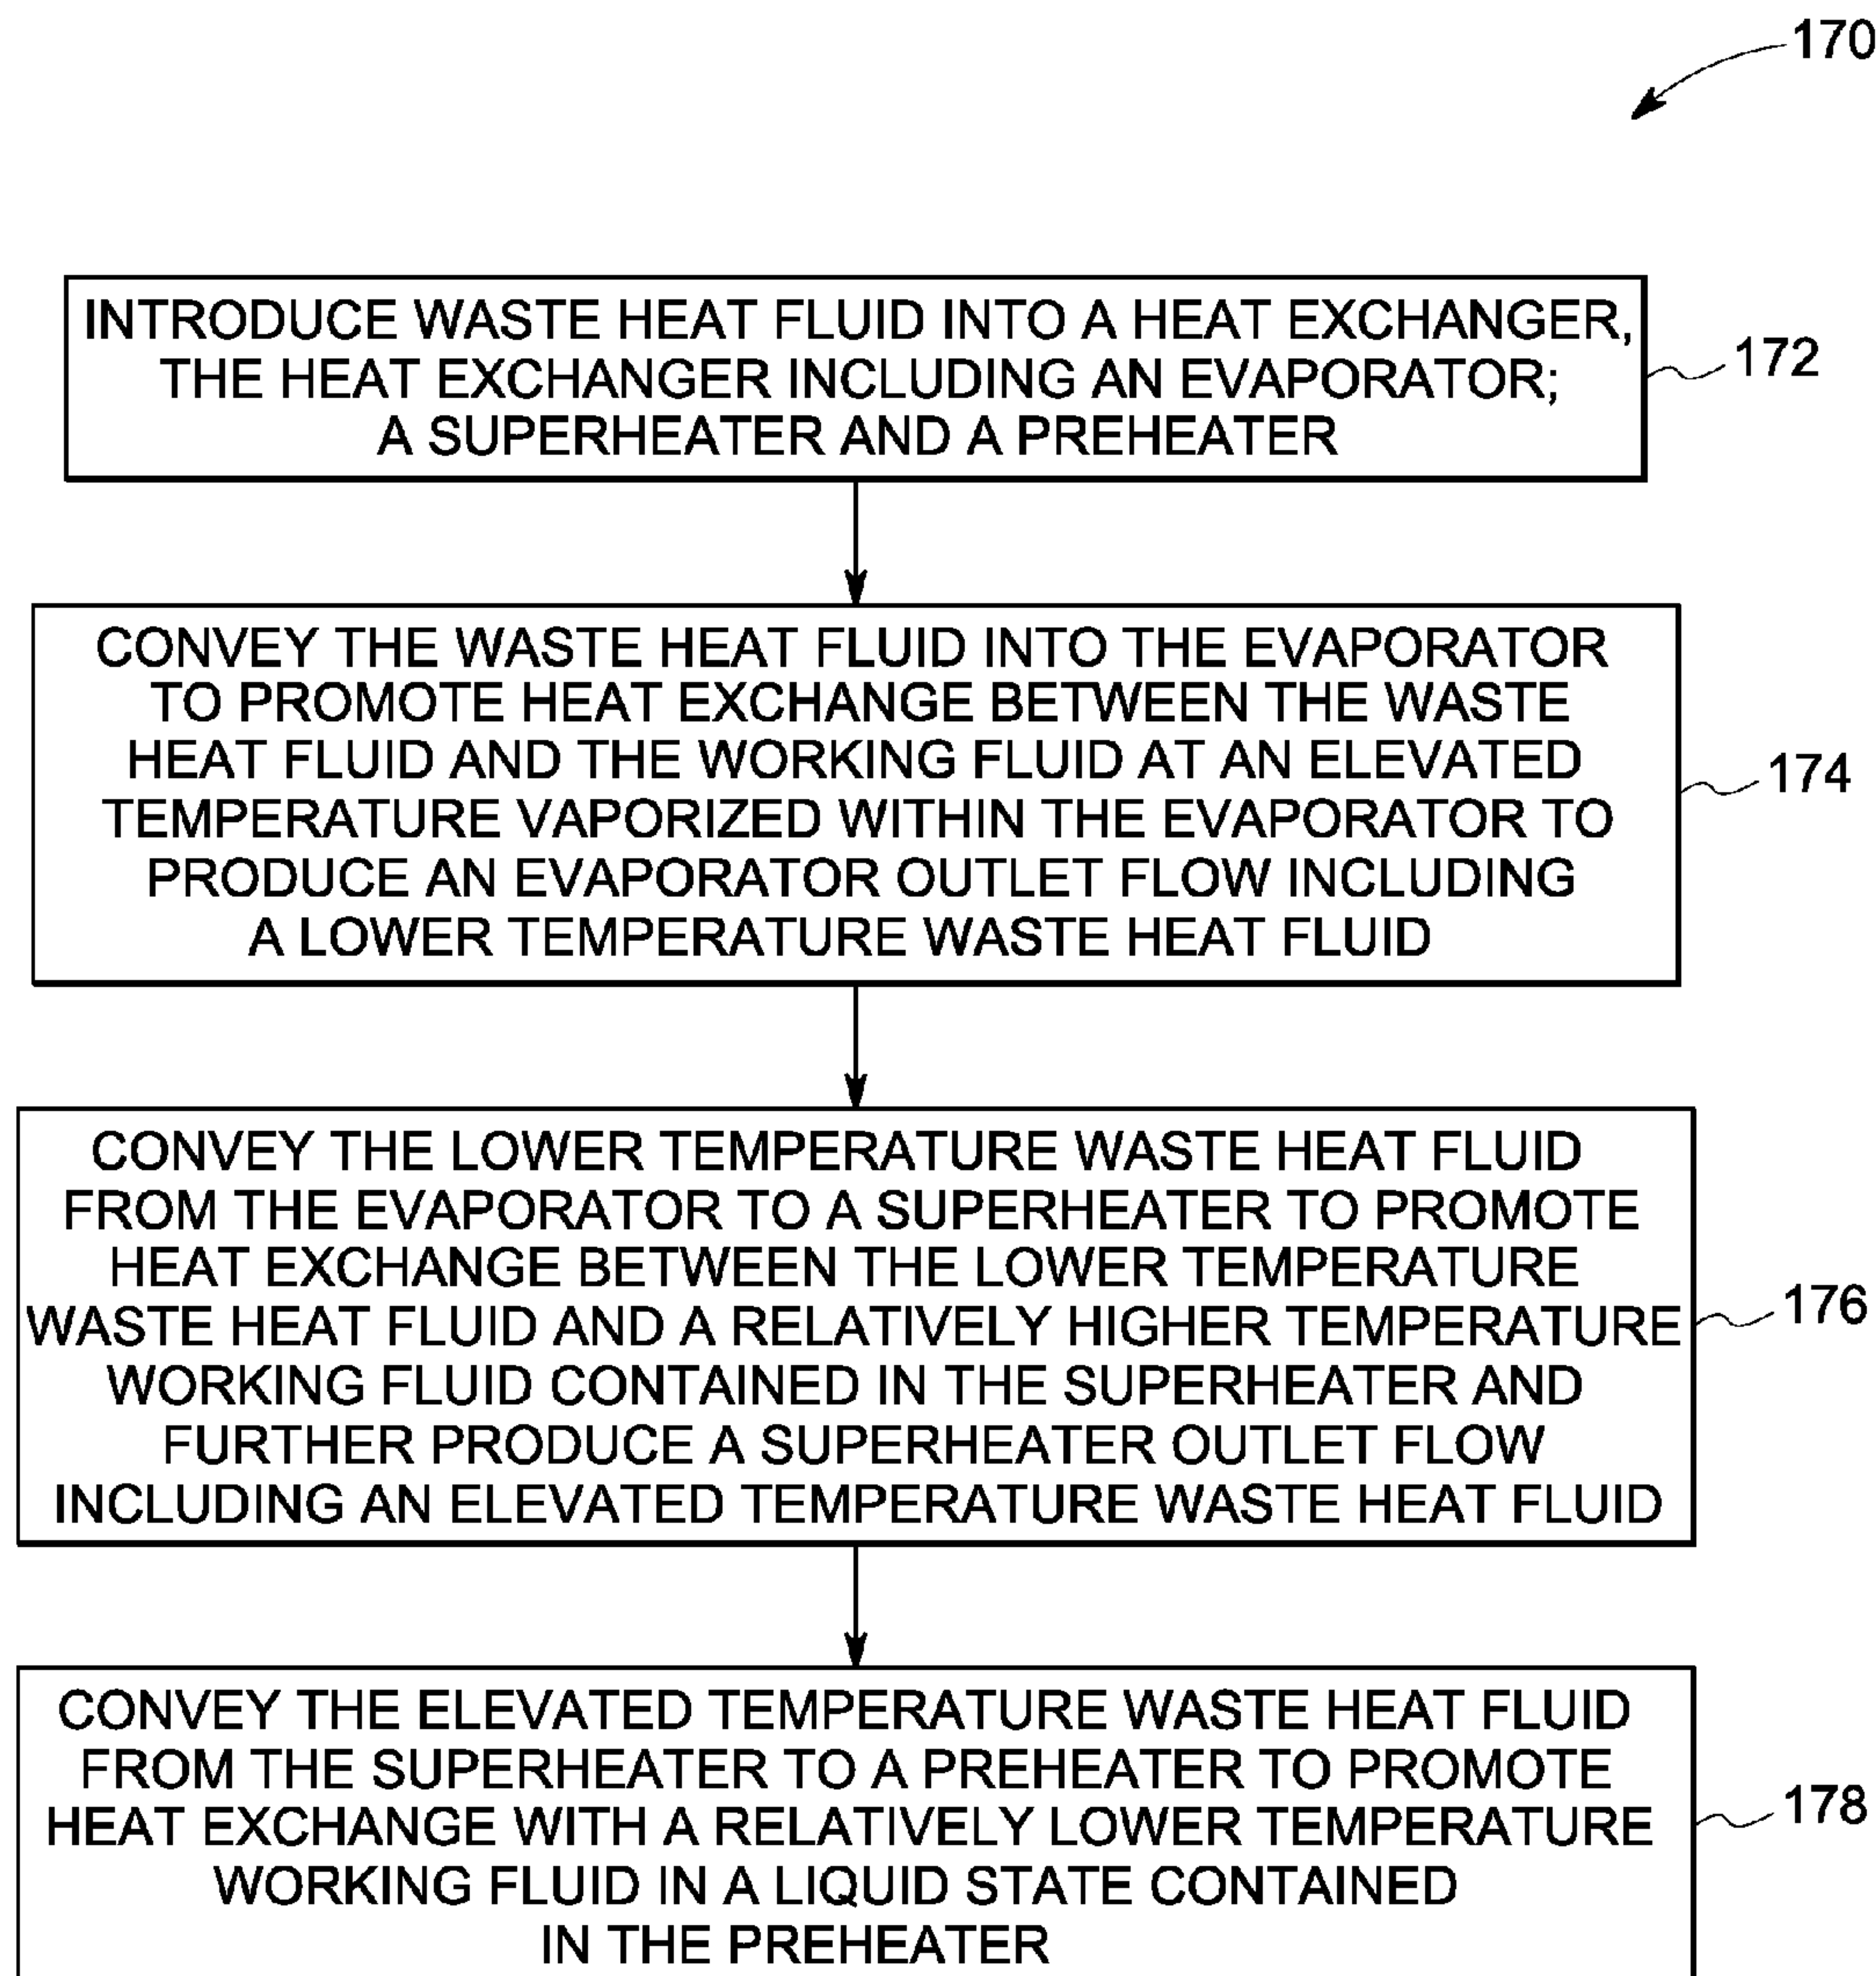 170
INTRODUCE WASTE HEAT FLUID INTO A HEAT EXCHANGER,
THE HEAT EXCHANGER INCLUDING AN EVAPORATOR;
A SUPERHEATER AND A PREHEATER
172
CONVEY THE WASTE HEAT FLUID INTO THE EVAPORATOR
TO PROMOTE HEAT EXCHANGE BETWEEN THE WASTE
HEAT FLUID AND THE WORKING FLUID AT AN ELEVATED
TEMPERATURE VAPORIZED WITHIN THE EVAPORATOR TO
PRODUCE AN EVAPORATOR OUTLET FLOW INCLUDING
A LOWER TEMPERATURE WASTE HEAT FLUID
174
CONVEY THE LOWER TEMPERATURE WASTE HEAT FLUID
FROM THE EVAPORATOR TO A SUPERHEATER TO PROMOTE
HEAT EXCHANGE BETWEEN THE LOWER TEMPERATURE
WASTE HEAT FLUID AND A RELATIVELY HIGHER TEMPERATURE
WORKING FLUID CONTAINED IN THE SUPERHEATER AND
FURTHER PRODUCE A SUPERHEATER OUTLET FLOW
INCLUDING AN ELEVATED TEMPERATURE WASTE HEAT FLUID
176
CONVEY THE ELEVATED TEMPERATURE WASTE HEAT FLUID
FROM THE SUPERHEATER TO A PREHEATER TO PROMOTE
HEAT EXCHANGE WITH A RELATIVELY LOWER TEMPERATURE
WORKING FLUID IN A LIQUID STATE CONTAINED
IN THE PREHEATER
178